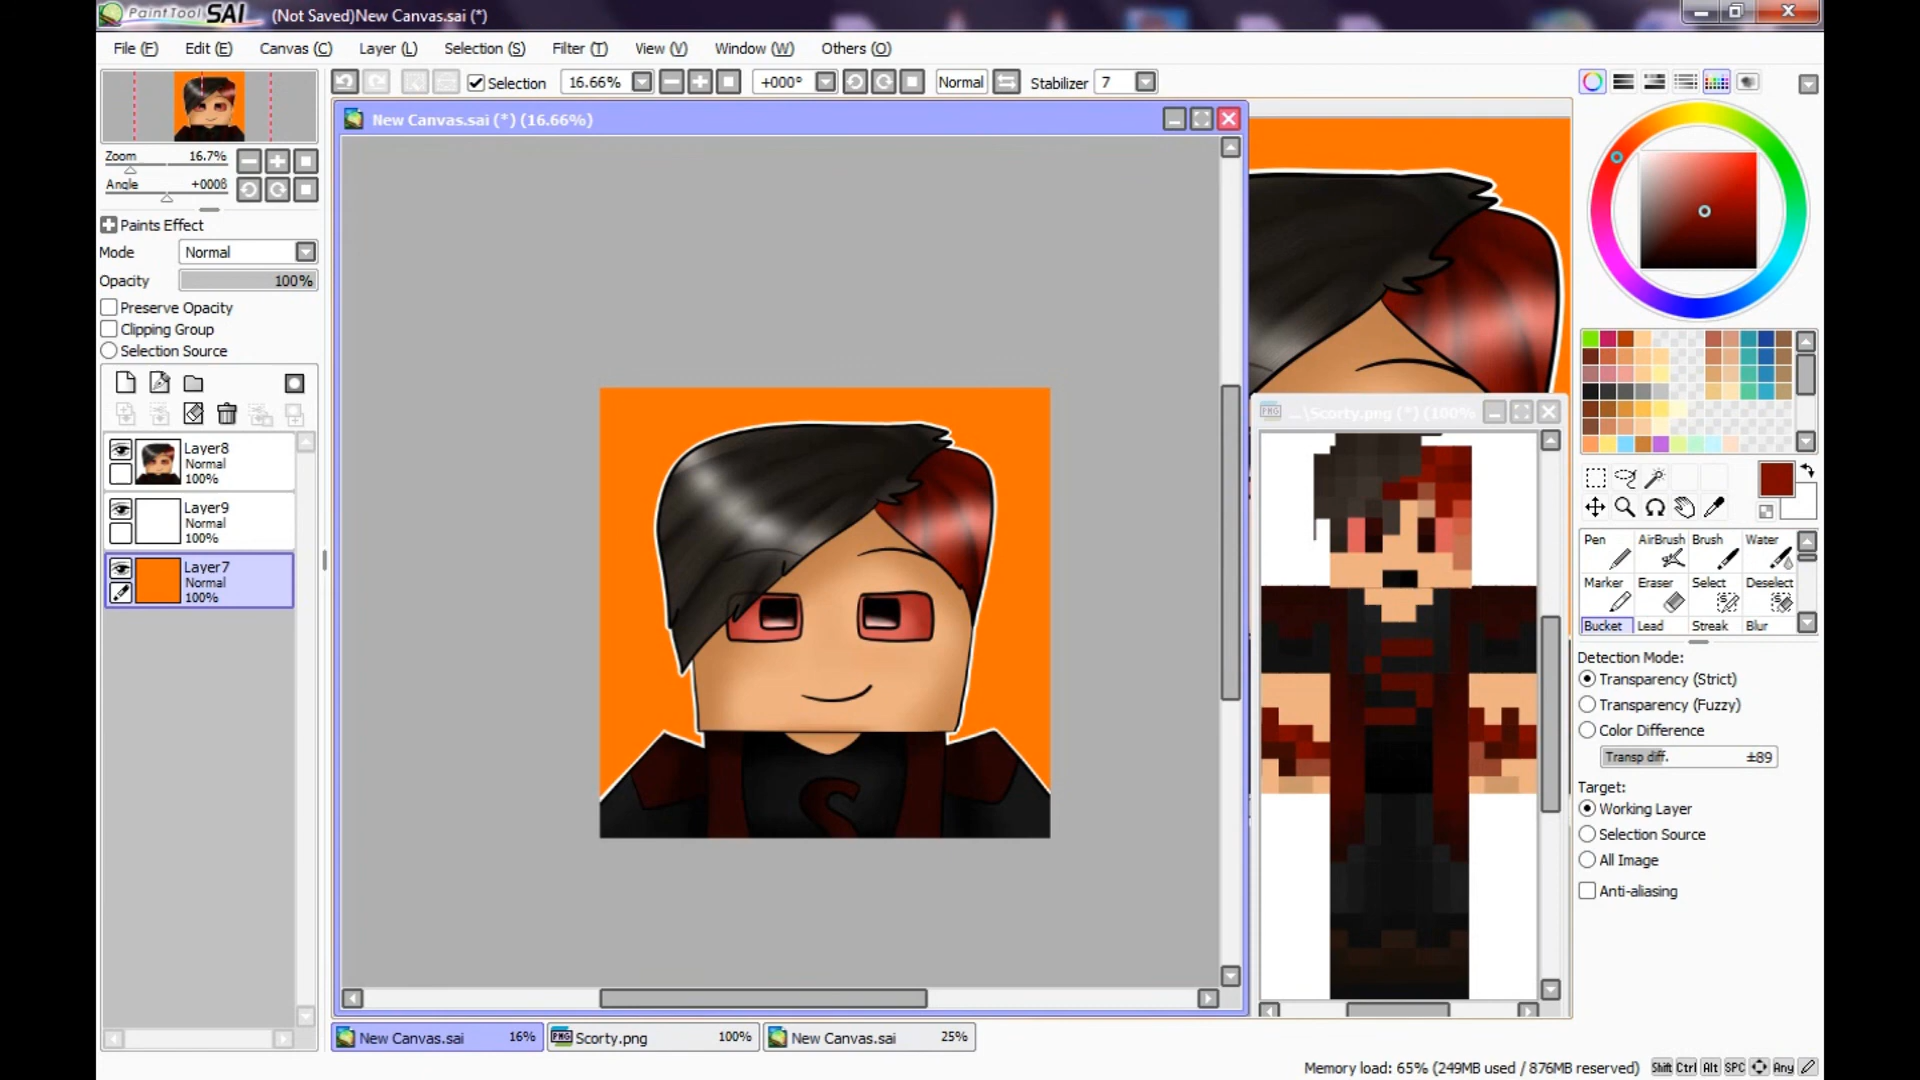 PaintTool SAI (Not Saved)New Canvas.sai (*)
File (F) Edit (E) Canvas (C) Layer (L) Selection (S) Filter (T) View (V) Window (W) Others (O)
Selection 16.66% +000° Normal Stabilizer 7
New Canvas.sai (*) (16.66%)
Zoom 16.7%
Angle +000ß
Paints Effect
Mode Normal
Opacity 100%
Preserve Opacity
Clipping Group
Selection Source
Layer8
Normal
100%
Layer9
Normal
100%
Layer7
Normal
100%
S
...\Scorty.png (*) (100%
Pen AirBrush Brush Water
Marker Eraser Select Deselect
Bucket Lead Streak Blur
Detection Mode:
Transparency (Strict)
Transparency (Fuzzy)
Color Difference
Transp diff. ±89
Target:
Working Layer
Selection Source
All Image
Anti-aliasing
New Canvas.sai 16% Scorty.png 100% New Canvas.sai 25%
Memory load: 65% (249MB used / 876MB reserved) Shift Ctrl Alt SPC Any